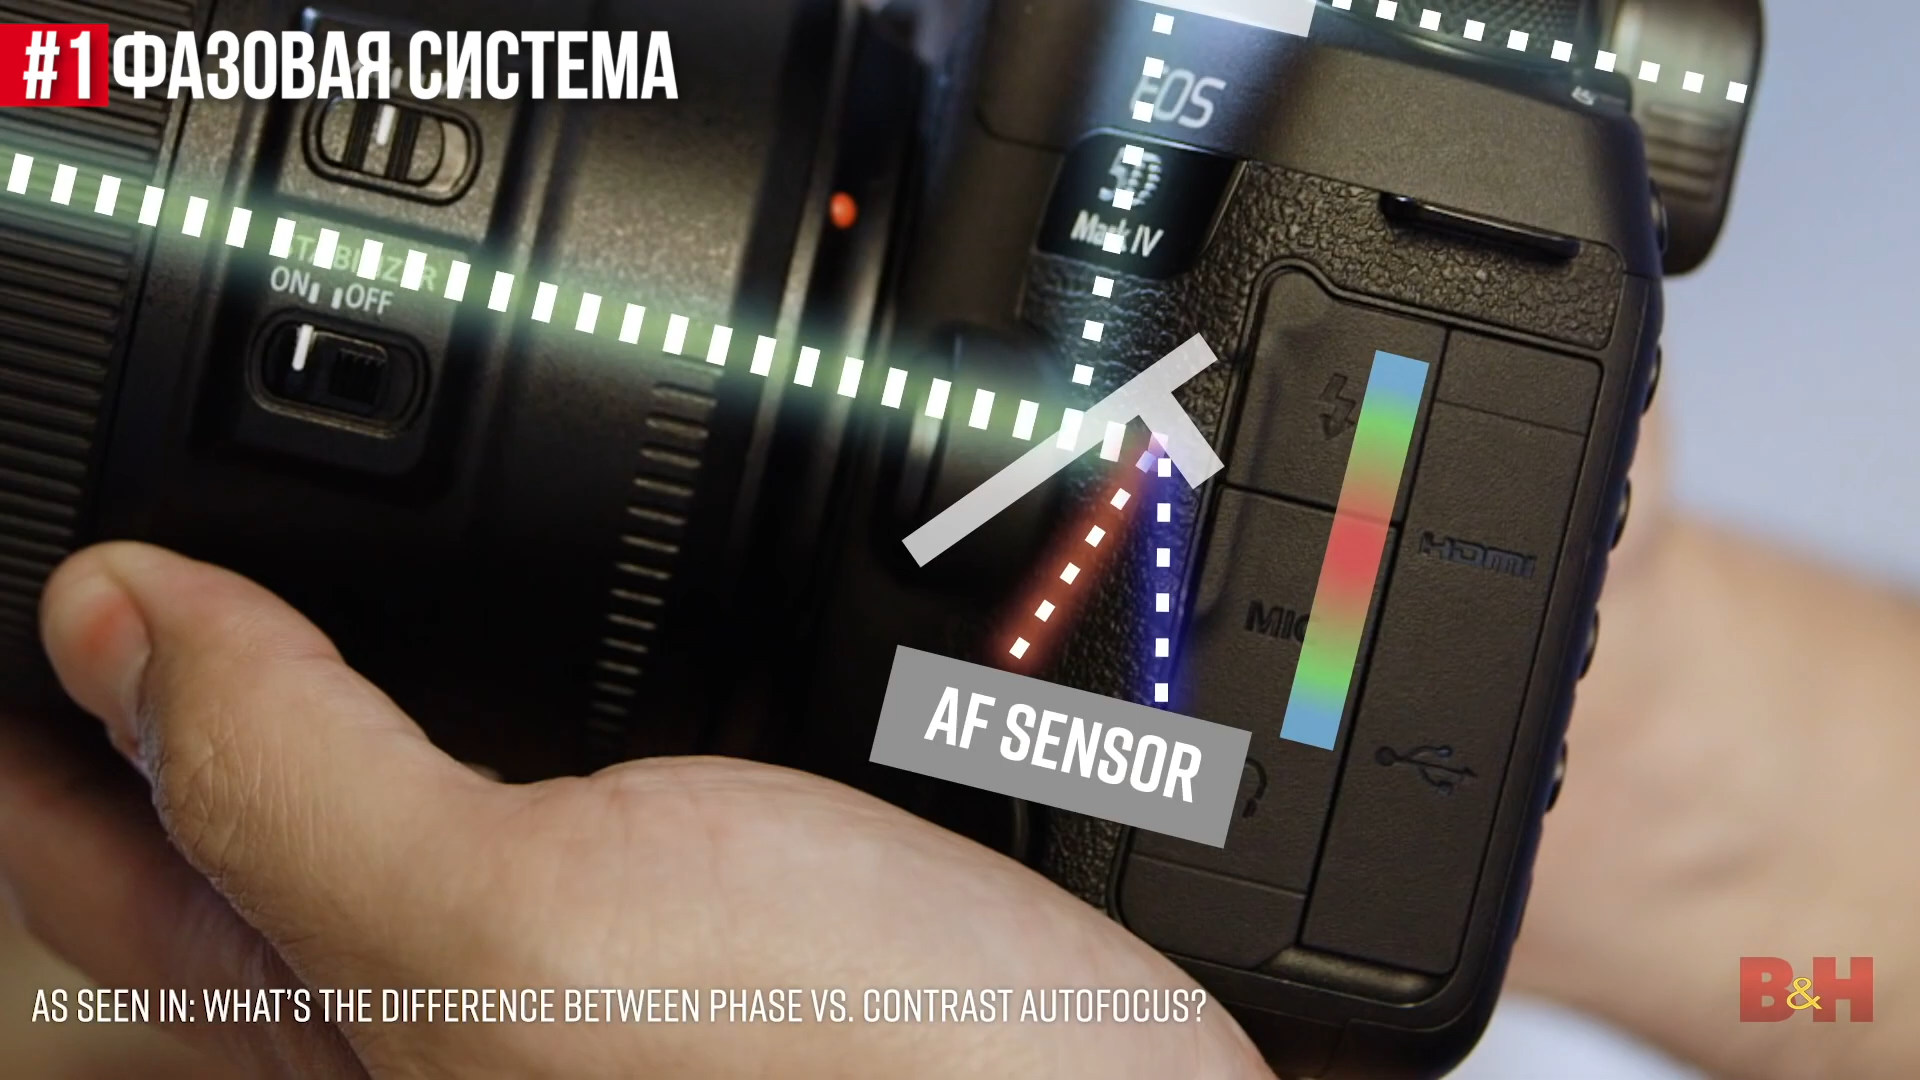 #1 ФАЗОВАЯ СИСТЕМА
EOS
5D
Mark IV
STABILIZER
ON OFF
HDMI
MIC
AF SENSOR
AS SEEN IN: WHAT'S THE DIFFERENCE BETWEEN PHASE VS. CONTRAST AUTOFOCUS?
B&H